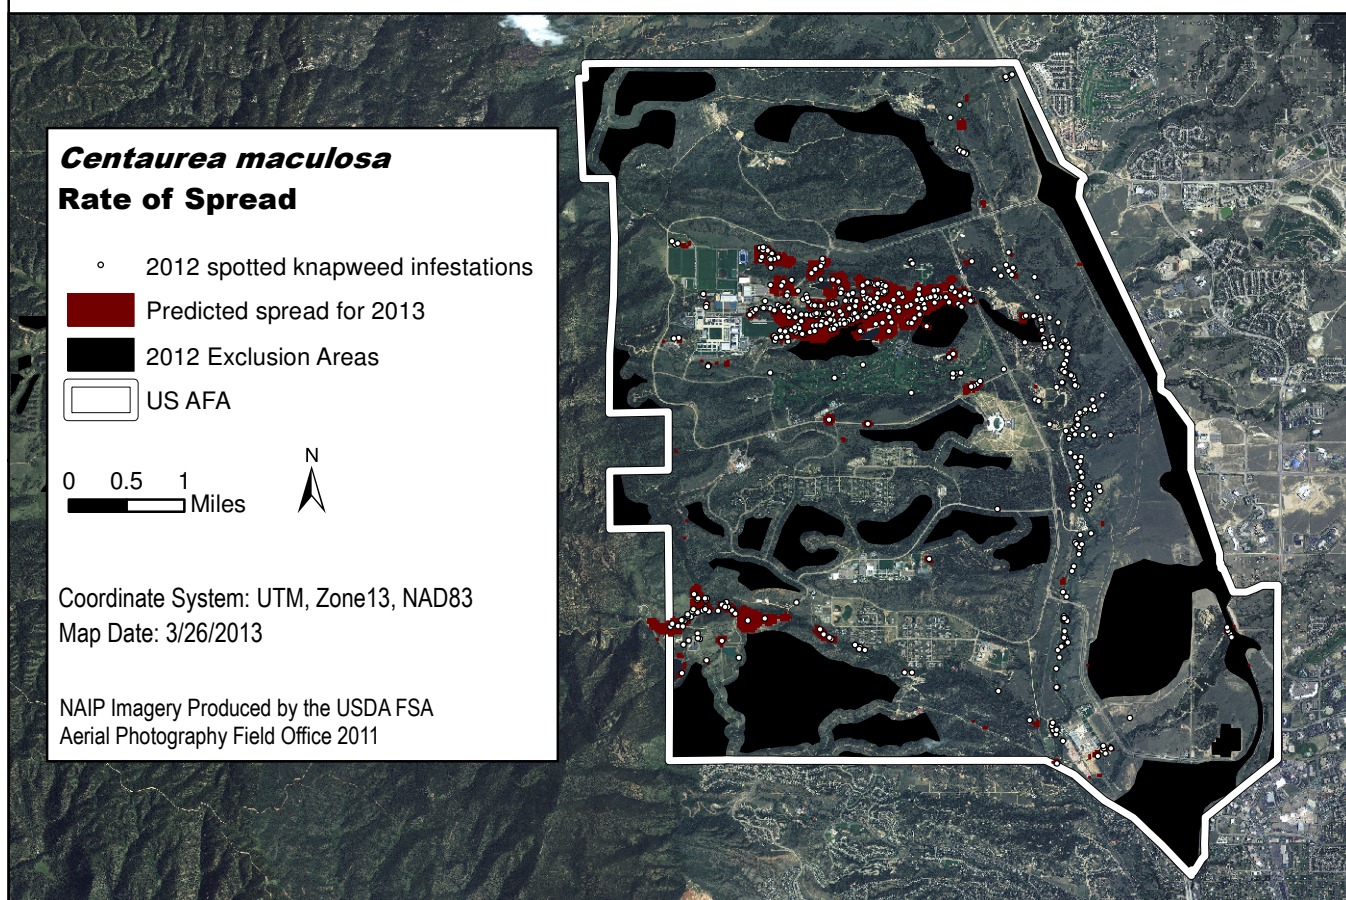 Centaurea maculosa
Rate of Spread
2012 spotted knapweed infestations
Predicted spread for 2013
2012 Exclusion Areas
US AFA
N
0 0.5 1
Miles
Coordinate System: UTM, Zone13, NAD83
Map Date: 3/26/2013
NAIP Imagery Produced by the USDA FSA
Aerial Photography Field Office 2011